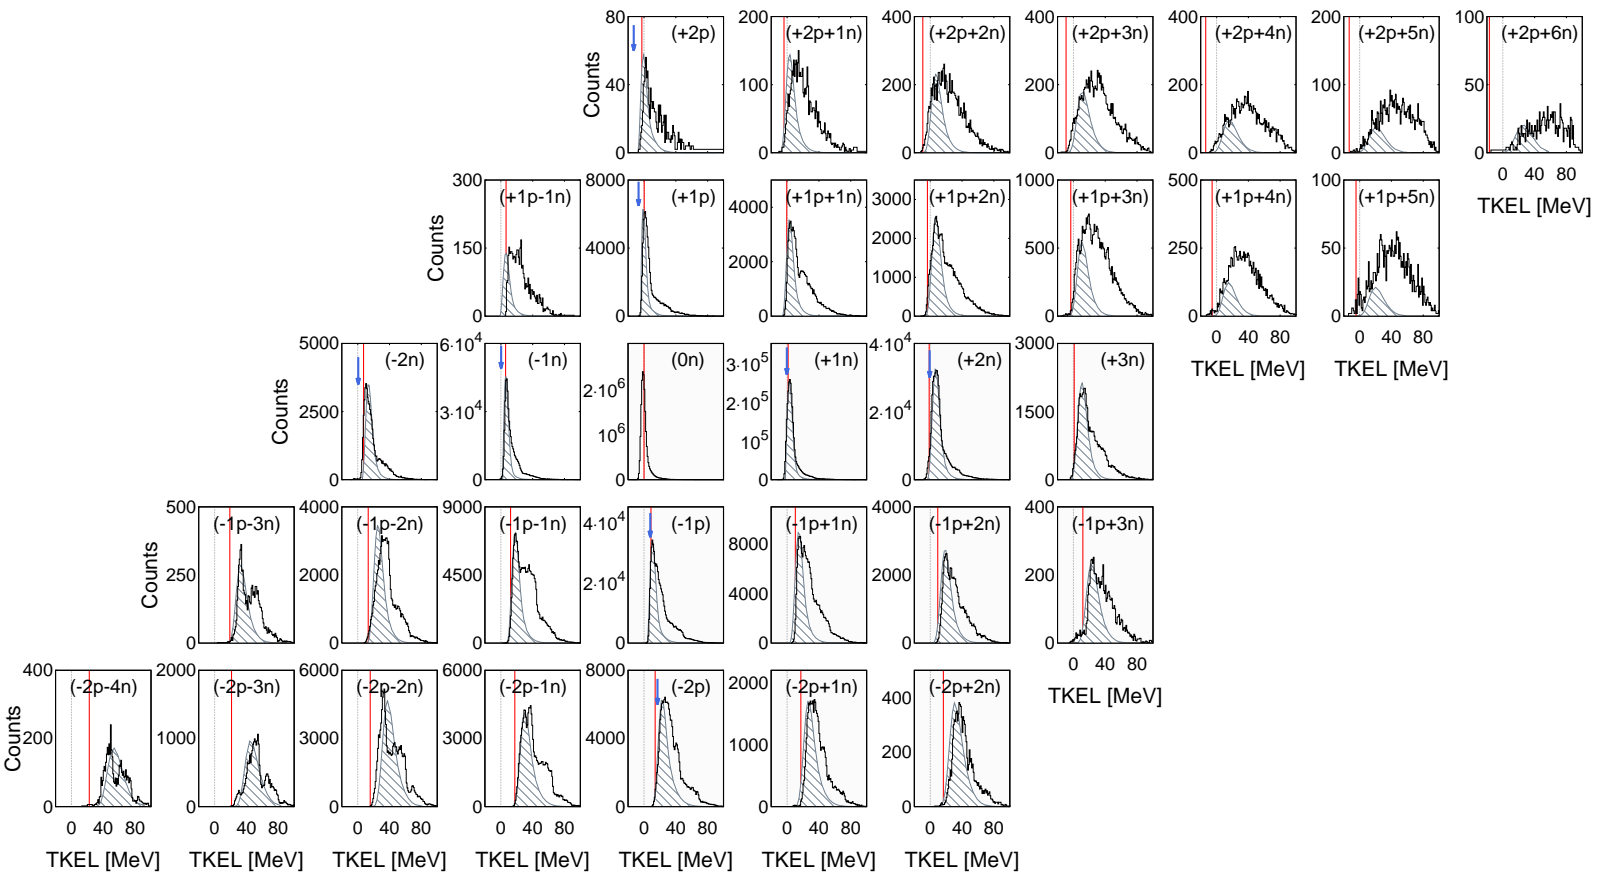 80 200 400 400 400 200 100
(+2p) (+2p+1n) (+2p+2n) (+2p+3n) (+2p+4n) (+2p+5n) (+2p+6n)
Counts 40 100 200 200 200 100 50
0 0 0 0 0 0 0
0 40 80
TKEL [MeV]
300 8000 1000 500 100
(+1p-1n) (+1p) (+1p+1n) (+1p+2n) (+1p+3n) (+1p+4n) (+1p+5n)
4000 3000
Counts 150 4000 2000 2000 500 250 50
1000
0 0 0 0 0 0 0
0 40 80 0 40 80
TKEL [MeV] TKEL [MeV]
5000 6·10⁴ 4·10⁴ 3000
(-2n) (-1n) (0n) (+1n) (+2n) (+3n)
3·10⁵
2·10⁶ 2·10⁵
Counts 2500 3·10⁴ 10⁶ 10⁵ 2·10⁴ 1500
0 0 0 0 0 0
500 4000 9000 4·10⁴ 4000 400
(-1p-3n) (-1p-2n) (-1p-1n) (-1p) (-1p+1n) (-1p+2n) (-1p+3n)
8000
Counts 250 2000 4500 2·10⁴ 4000 2000 200
0 0 0 0 0 0 0
0 40 80
TKEL [MeV]
400 2000 6000 6000 8000 2000
(-2p-4n) (-2p-3n) (-2p-2n) (-2p-1n) (-2p) (-2p+1n) (-2p+2n)
400
Counts 200 1000 3000 3000 4000 1000 200
0 0 0 0 0 0 0
0 40 80 0 40 80 0 40 80 0 40 80 0 40 80 0 40 80 0 40 80
TKEL [MeV] TKEL [MeV] TKEL [MeV] TKEL [MeV] TKEL [MeV] TKEL [MeV] TKEL [MeV]